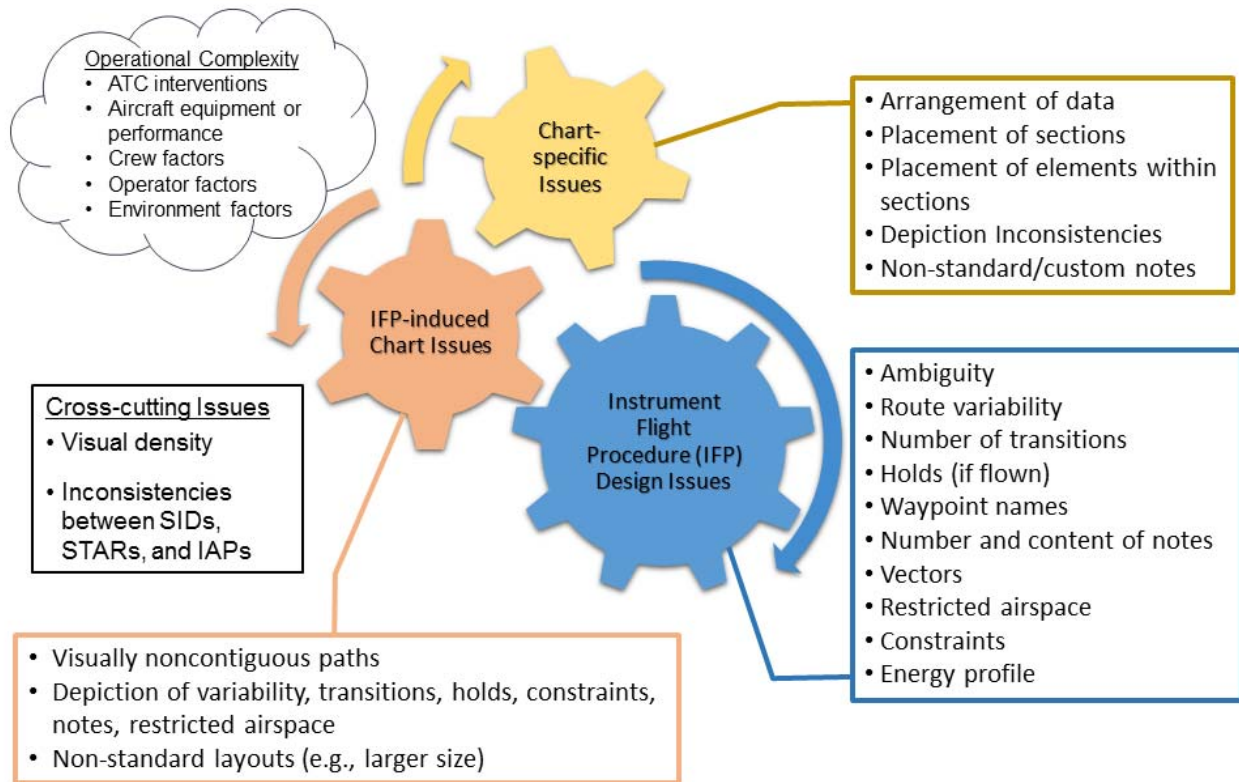 Operational Complexity
• ATC interventions
• Aircraft equipment or
performance
• Crew factors
• Operator factors
• Environment factors
Chart-
specific
Issues
• Arrangement of data
• Placement of sections
• Placement of elements within
sections
• Depiction Inconsistencies
• Non-standard/custom notes
IFP-induced
Chart Issues
Cross-cutting Issues
• Visual density
• Inconsistencies
between SIDs,
STARs, and IAPs
Instrument
Flight
Procedure (IFP)
Design Issues
• Ambiguity
• Route variability
• Number of transitions
• Holds (if flown)
• Waypoint names
• Number and content of notes
• Vectors
• Restricted airspace
• Constraints
• Energy profile
• Visually noncontiguous paths
• Depiction of variability, transitions, holds, constraints,
notes, restricted airspace
• Non-standard layouts (e.g., larger size)